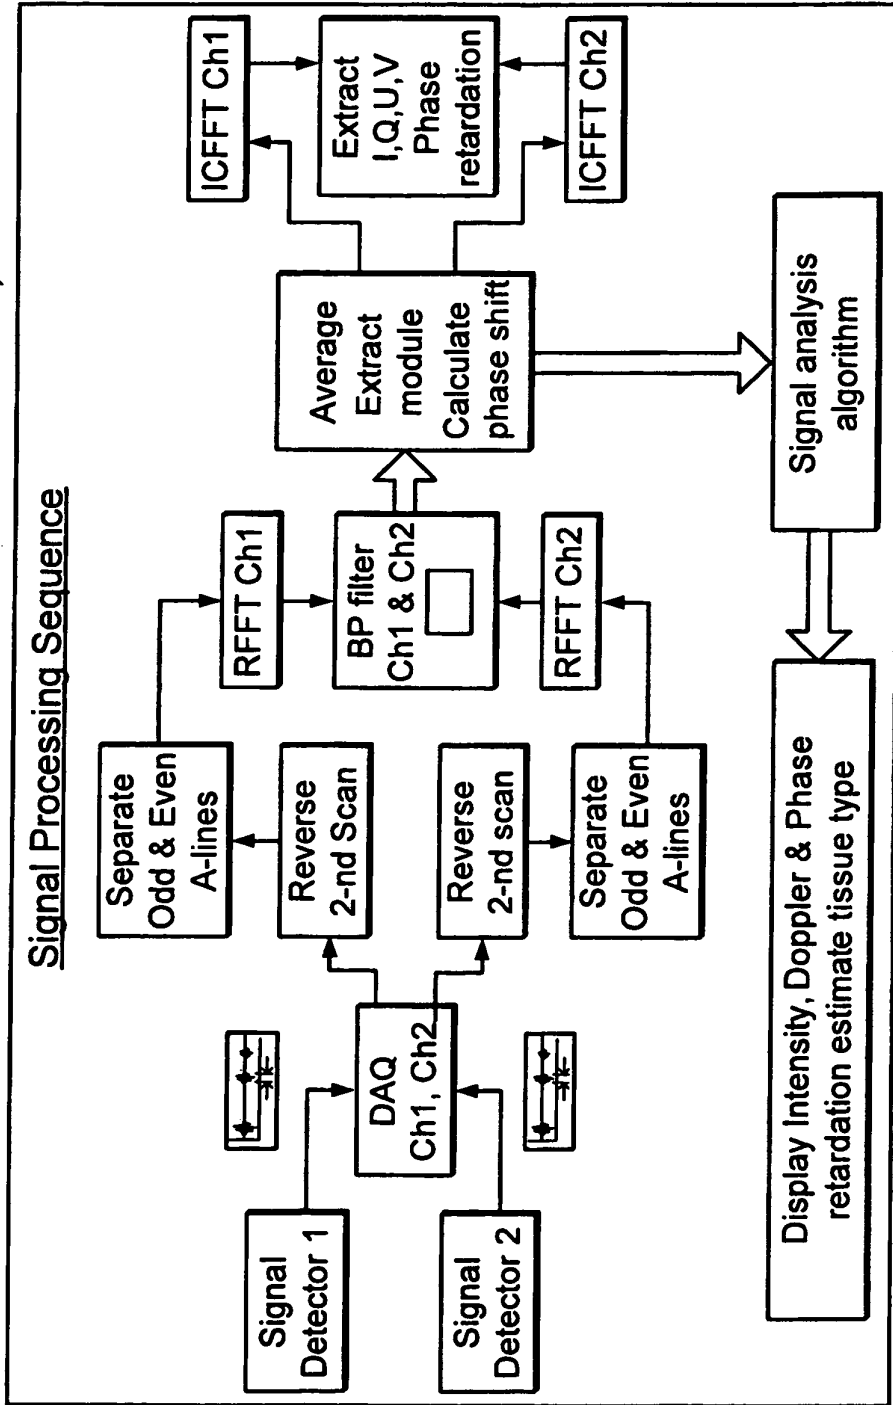 Signal Processing Sequence
Signal
Detector 1
Signal
Detector 2
DAQ
Ch1, Ch2
Reverse
2-nd Scan
Reverse
2-nd scan
Separate
Odd & Even
A-lines
Separate
Odd & Even
A-lines
RFFT Ch1
BP filter
Ch1 & Ch2
RFFT Ch2
Average
Extract
module
Calculate
phase shift
ICFFT Ch1
Extract
I,Q,U,V
Phase
retardation
ICFFT Ch2
Signal analysis
algorithm
Display Intensity, Doppler & Phase
retardation estimate tissue type